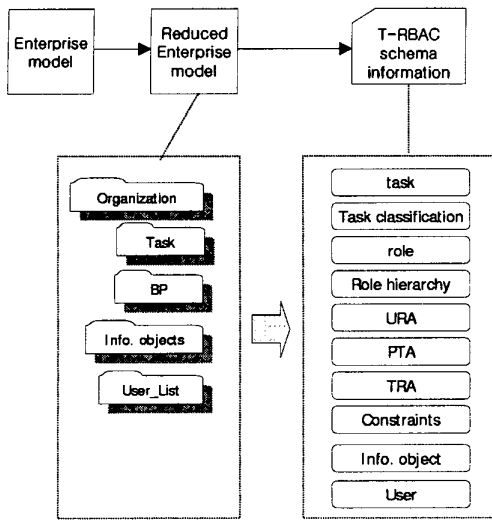 Enterprise
model
Reduced
Enterprise
model
T-RBAC
schema
information
Organization
Task
BP
Info. objects
User_List
task
Task classification
role
Role hierarchy
URA
PTA
TRA
Constraints
Info. object
User